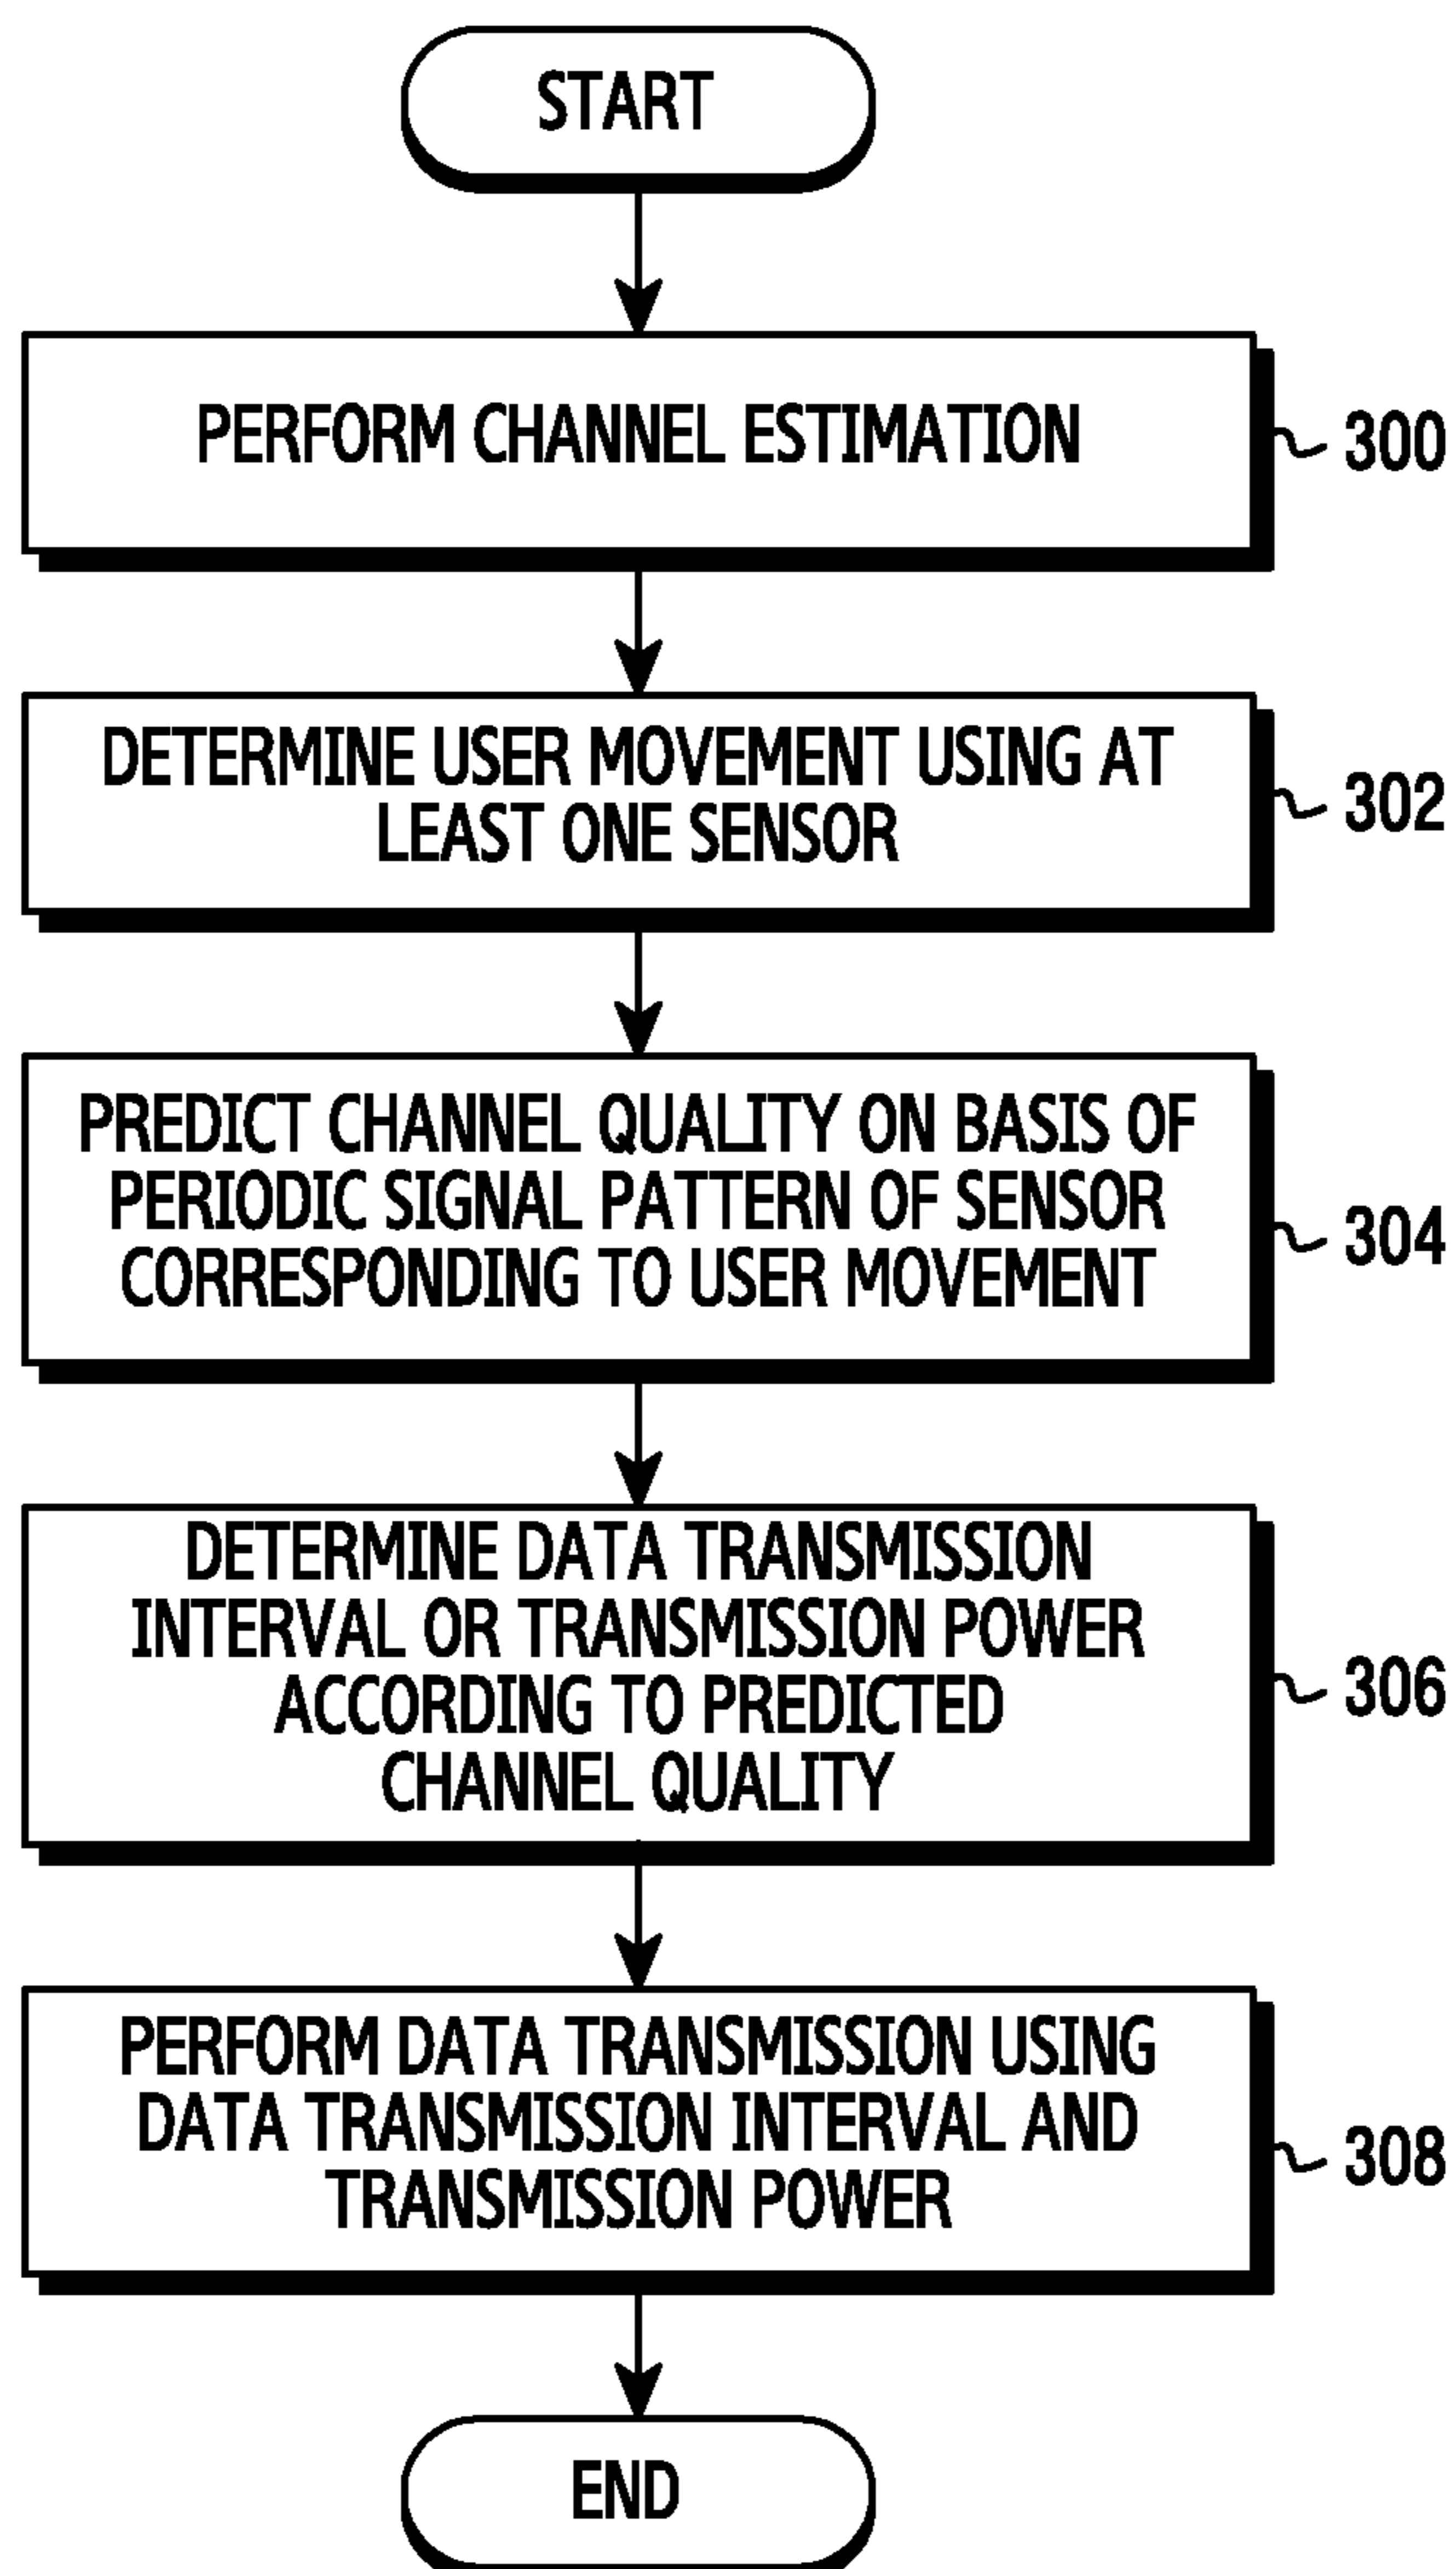 START
PERFORM CHANNEL ESTIMATION
300
DETERMINE USER MOVEMENT USING AT
LEAST ONE SENSOR
302
PREDICT CHANNEL QUALITY ON BASIS OF
PERIODIC SIGNAL PATTERN OF SENSOR
CORRESPONDING TO USER MOVEMENT
304
DETERMINE DATA TRANSMISSION
INTERVAL OR TRANSMISSION POWER
ACCORDING TO PREDICTED
CHANNEL QUALITY
306
PERFORM DATA TRANSMISSION USING
DATA TRANSMISSION INTERVAL AND
TRANSMISSION POWER
308
END